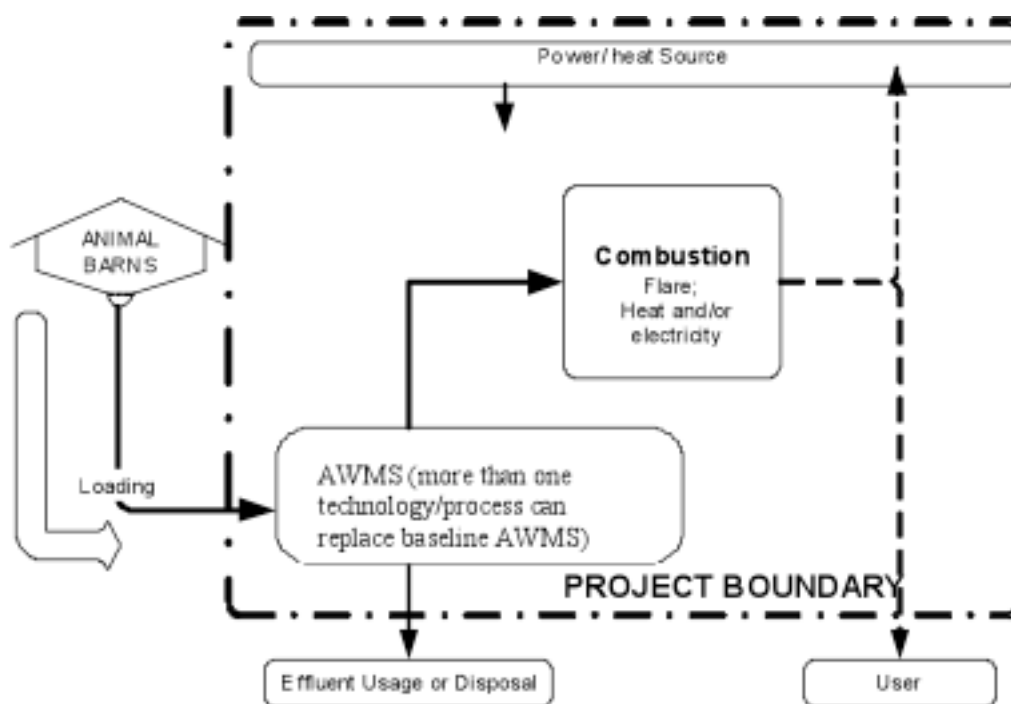 Power/ heat Source
ANIMAL
BARNS
Combustion
Flare;
Heat and/or
electricity
Loading
AWMS (more than one
technology/process can
replace baseline AWMS)
PROJECT BOUNDARY
Effluent Usage or Disposal
User